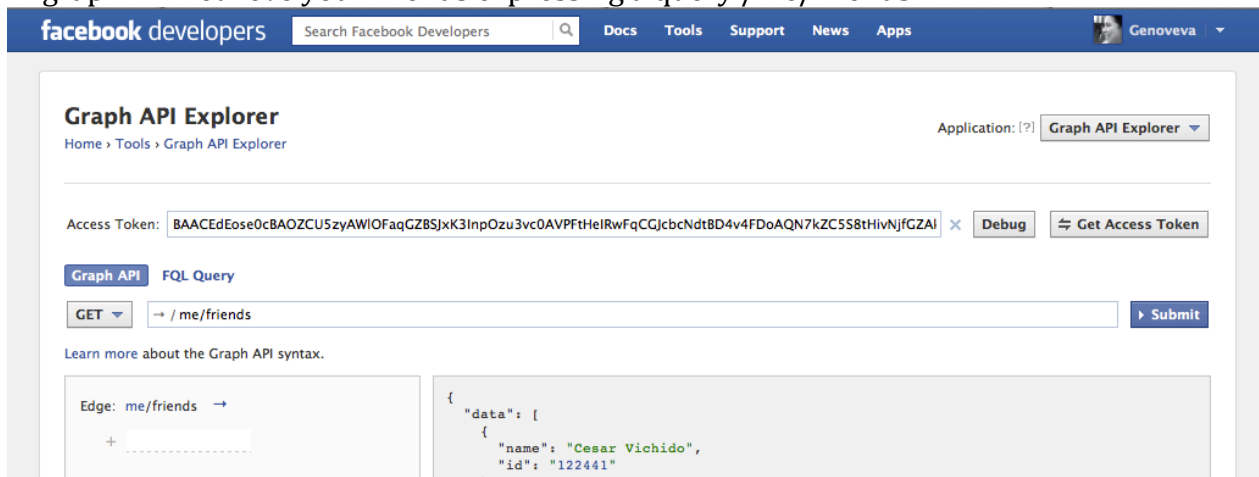 facebook developers Search Facebook Developers Docs Tools Support News Apps Genoveva
Graph API Explorer
Application: [?] Graph API Explorer
Home › Tools › Graph API Explorer
Access Token: BAACEdEose0cBAOZCU5zyAWlOFaqGZBSJxK3InpOzu3vc0AVPFtHeIRwFqCGJcbcNdtBD4v4FDoAQN7kZC5S8tHivNjfGZAl × Debug ⇋ Get Access Token
Graph API FQL Query
GET → / me/friends Submit
Learn more about the Graph API syntax.
Edge: me/friends →
+
{
"data": [
{
"name": "Cesar Vichido",
"id": "122441"